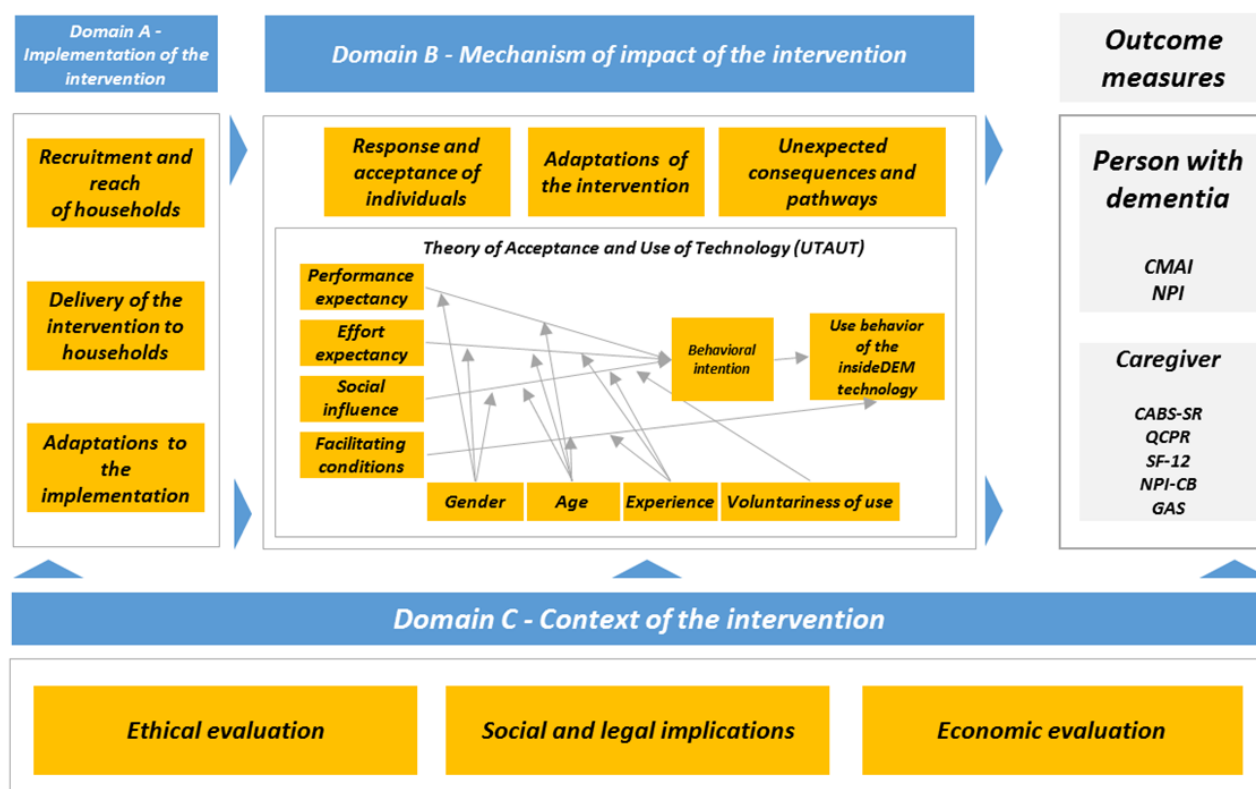 Domain A -
Implementation of the
intervention
Domain B - Mechanism of impact of the intervention
Outcome
measures
Recruitment and
reach
of households
Delivery of the
intervention to
households
Adaptations to
the
implementation
Response and
acceptance of
individuals
Adaptations of
the intervention
Unexpected
consequences and
pathways
Theory of Acceptance and Use of Technology (UTAUT)
Performance
expectancy
Effort
expectancy
Social
influence
Facilitating
conditions
Behavioral
intention
Use behavior
of the
insideDEM
technology
Gender
Age
Experience
Voluntariness of use
Person with
dementia
CMAI
NPI
Caregiver
CABS-SR
QCPR
SF-12
NPI-CB
GAS
Domain C - Context of the intervention
Ethical evaluation
Social and legal implications
Economic evaluation